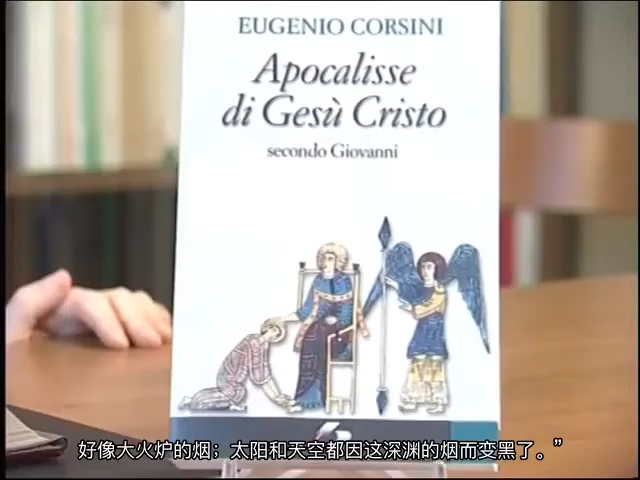 EUGENIO CORSINI
Apocalisse
di Gesù Cristo
secondo Giovanni
好像大火炉的烟；太阳和天空都因这深渊的烟而变黑了。”